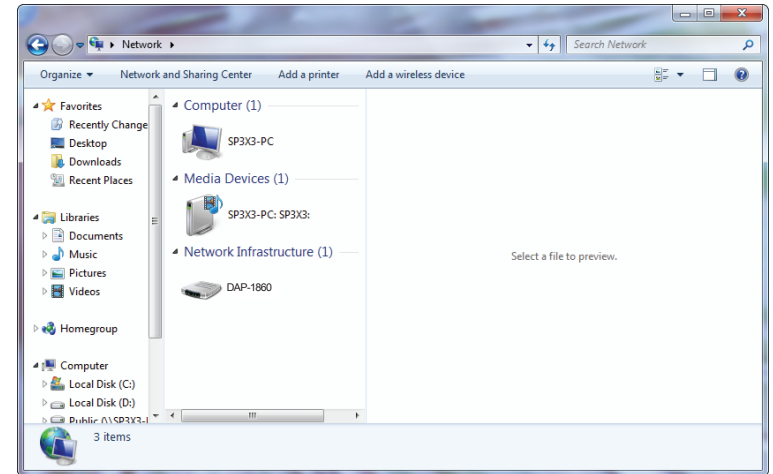 Network
Search Network
Organize
Network and Sharing Center
Add a printer
Add a wireless device
Favorites
Recently Change
Desktop
Downloads
Recent Places
Libraries
Documents
Music
Pictures
Videos
Homegroup
Computer
Local Disk (C:)
Local Disk (D:)
Public (\\SP3X3-
Computer (1)
SP3X3-PC
Media Devices (1)
SP3X3-PC: SP3X3:
Network Infrastructure (1)
DAP-1860
Select a file to preview.
3 items